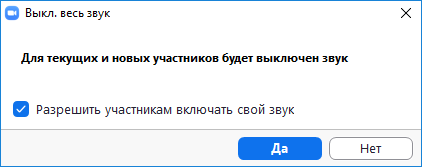 Выкл. весь звук
Для текущих и новых участников будет выключен звук
Разрешить участникам включать свой звук
Да Нет